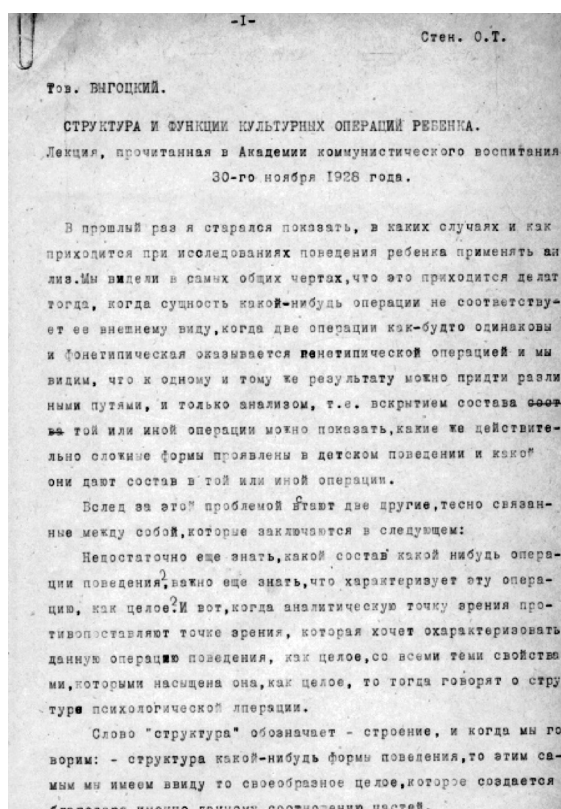 -I-
Стен. О.Т.
Тов. ВЫГОЦКИЙ.
СТРУКТУРА И ФУНКЦИИ КУЛЬТУРНЫХ ОПЕРАЦИЙ РЕБЕНКА.
Лекция, прочитанная в Академии коммунистического воспитания
30-го ноября 1928 года.
В прошлый раз я старался показать, в каких случаях и как
приходится при исследованиях поведения ребенка применять ан
лиз.Мы видели в самых общих чертах,что это приходится делат
тогда, когда сущность какой-нибудь операции не соответству-
ет ее внешнему виду,когда две операции как-будто одинаковы
и фонетипическая оказывается генетипической операцией и мы
видим, что к одному и тому же результату можно придти разли
ными путями, и только анализом, т.е. вскрытием состава сост
ва той или иной операции можно показать,какие же действите-
льно сложные формы проявлены в детском поведении и какой
они дают состав в той или иной операции.
Вслед за этой проблемой встают две другие,тесно связан-
ные между собой,которые заключаются в следующем:
Недостаточно еще знать,какой состав какой нибудь опера-
ции поведения,важно еще знать,что характеризует эту опера-
цию, как целое?И вот,когда аналитическую точку зрения про-
тивопоставляют точке зрения, которая хочет охарактеризовать
данную операцию поведения, как целое,со всеми теми свойства
ми,которыми насыщена она,как целое, то тогда говорят о стру
туре психологической лперации.
Слово "структура" обозначает - строение, и когда мы го
ворим: - структура какой-нибудь формы поведения,то этим са-
мым мы имеем ввиду то своеобразное целое,которое создается
благодаря именно данному соотношению частей